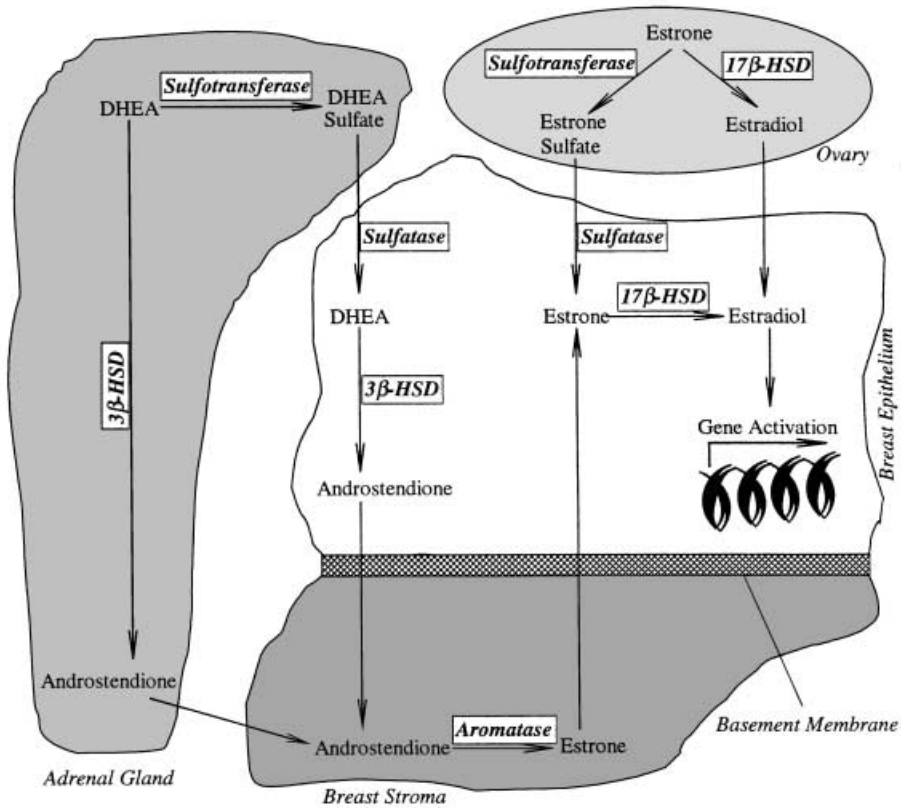 Estrone
Sulfotransferase
17β-HSD
Sulfotransferase
DHEA
DHEA
Sulfate
Estrone
Sulfate
Estradiol
Ovary
Sulfatase
Sulfatase
DHEA
Estrone
17β-HSD
Estradiol
3β-HSD
3β-HSD
Gene Activation
Breast Epithelium
Androstendione
Androstendione
Androstendione
Aromatase
Estrone
Basement Membrane
Adrenal Gland
Breast Stroma